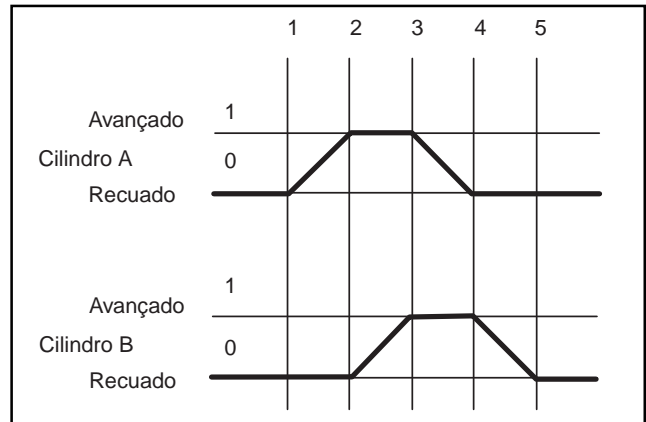 1 2 3 4 5
Avançado 1
Cilindro A 0
Recuado
Avançado 1
Cilindro B 0
Recuado